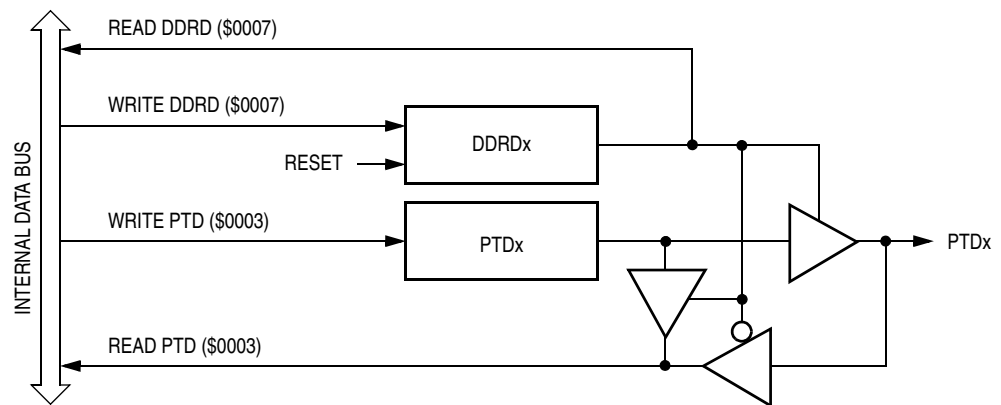 READ DDRD ($0007)
WRITE DDRD ($0007)
DDRDx
RESET
INTERNAL DATA BUS
WRITE PTD ($0003)
PTDx
PTDx
READ PTD ($0003)